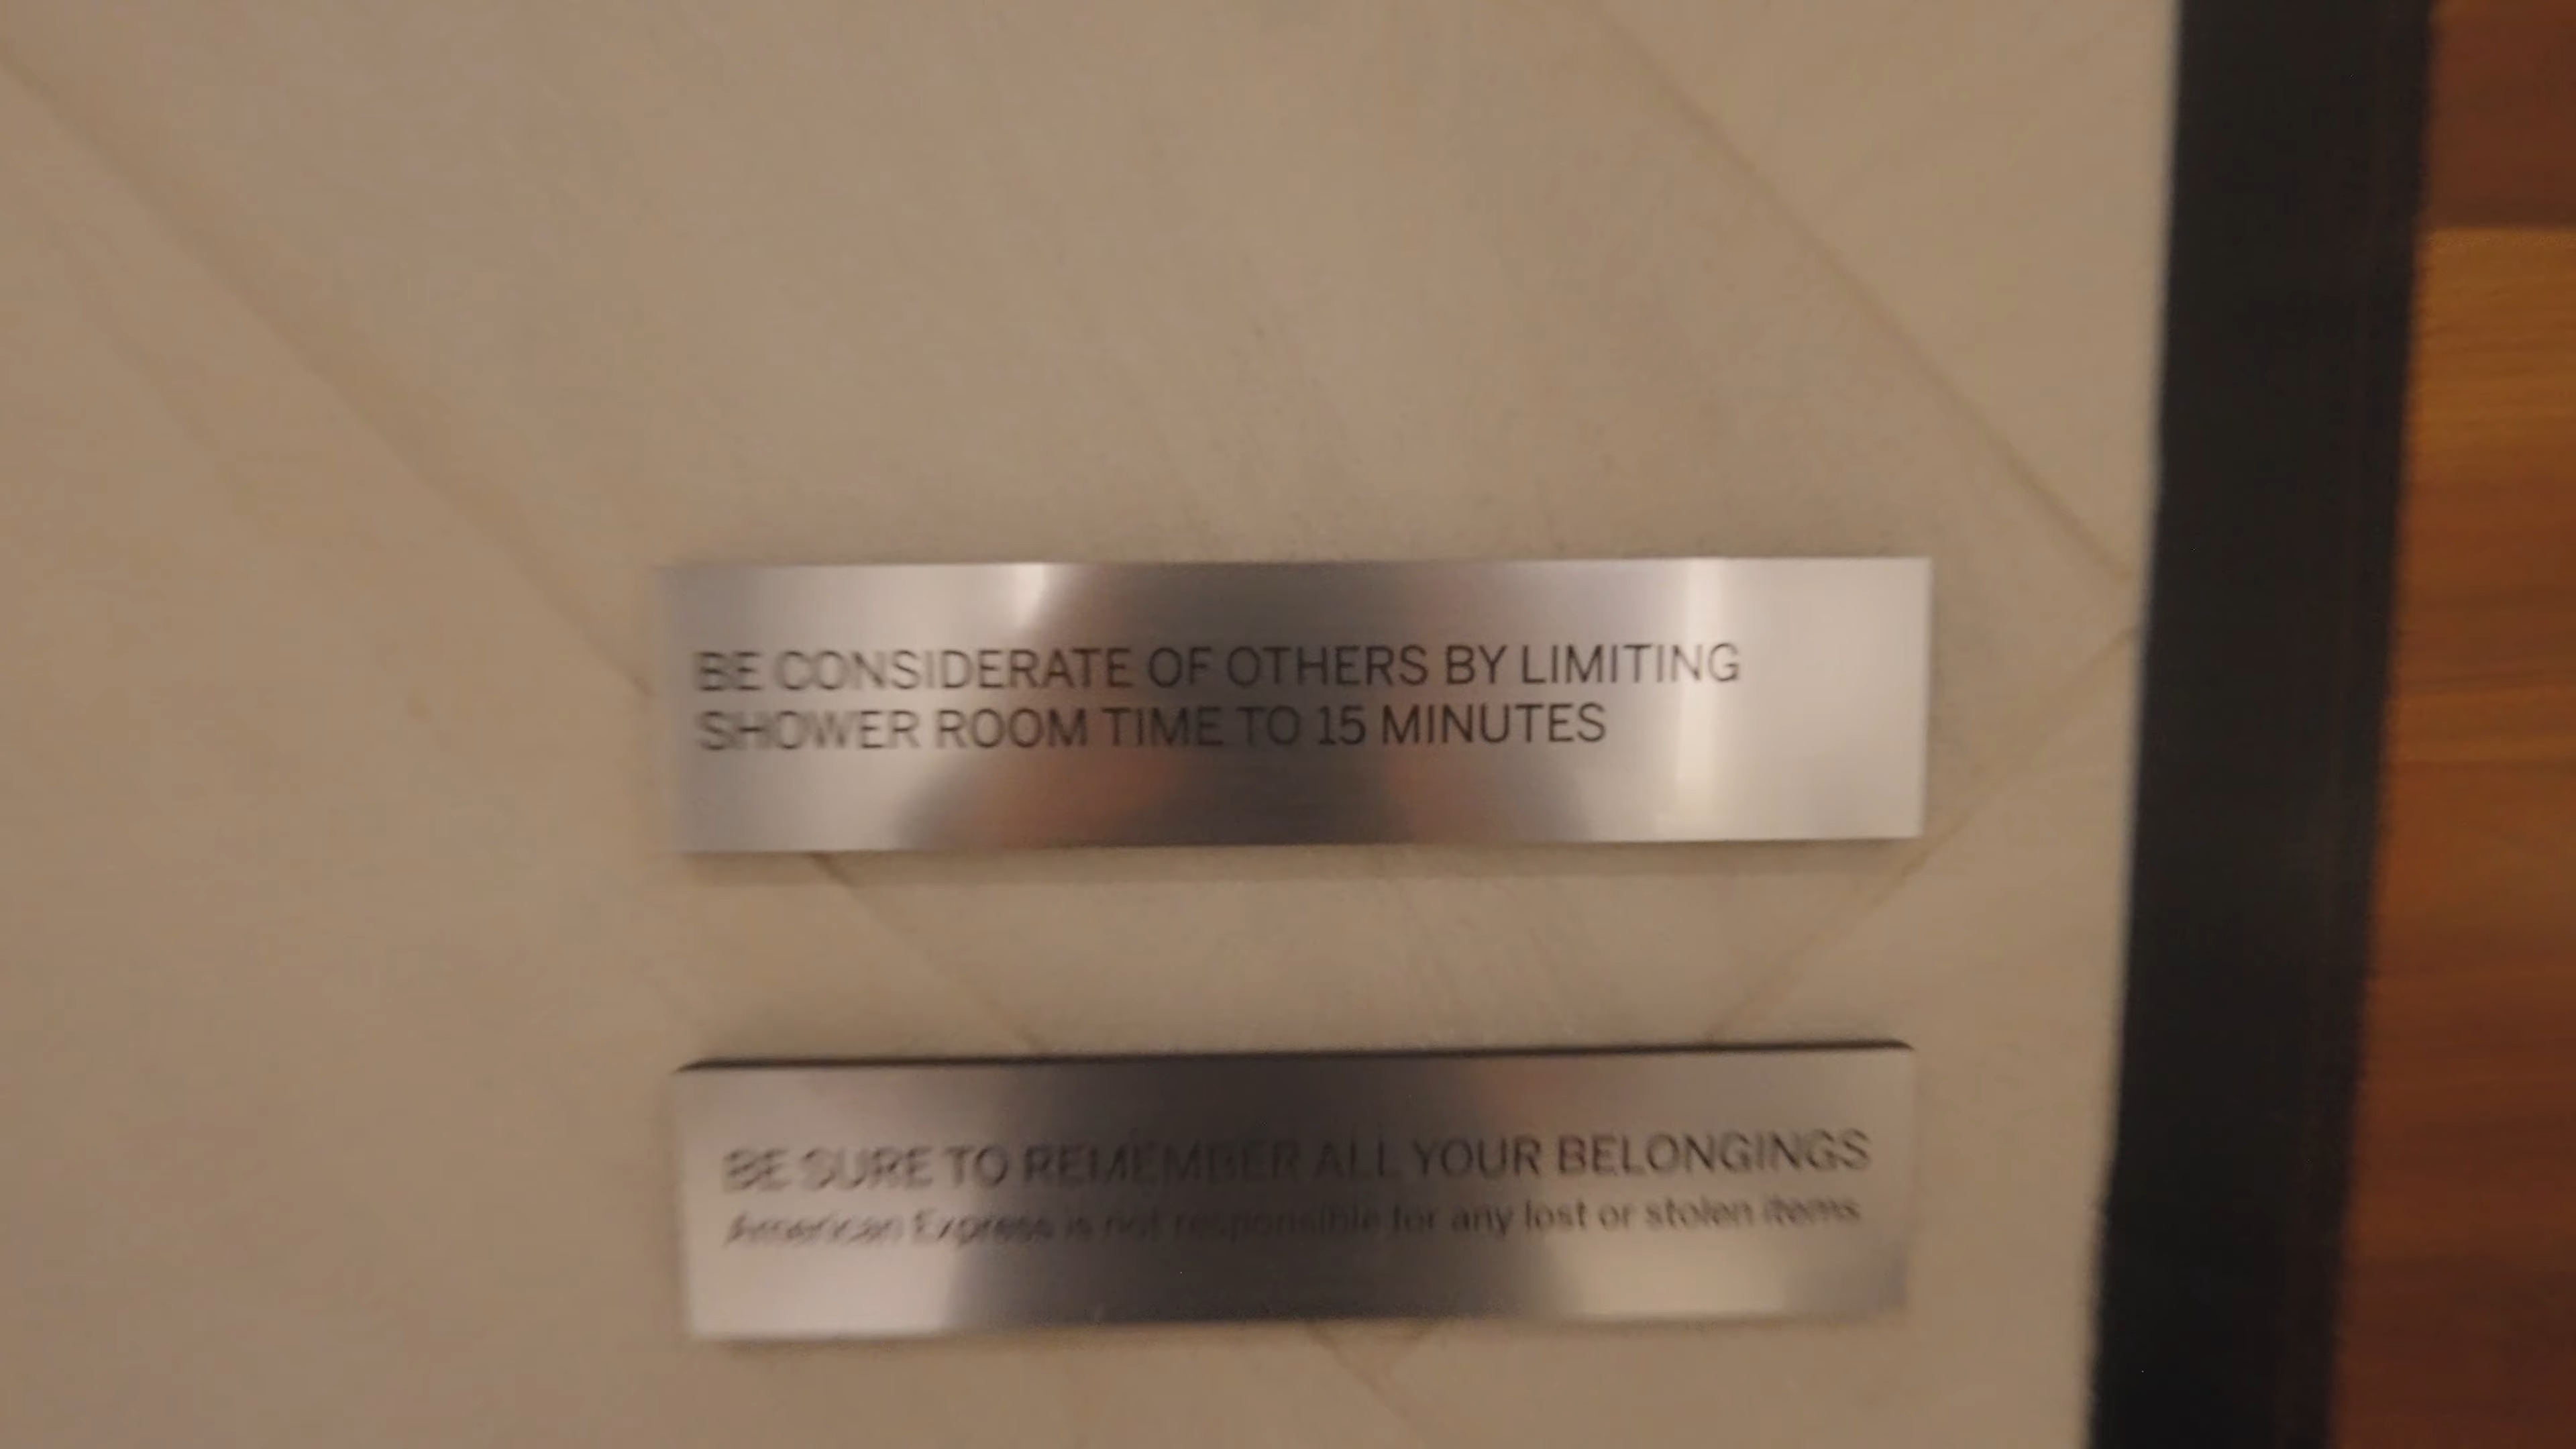 BE CONSIDERATE OF OTHERS BY LIMITING
SHOWER ROOM TIME TO 15 MINUTES
BE SURE TO REMEMBER ALL YOUR BELONGINGS
American Express is not responsible for any lost or stolen items